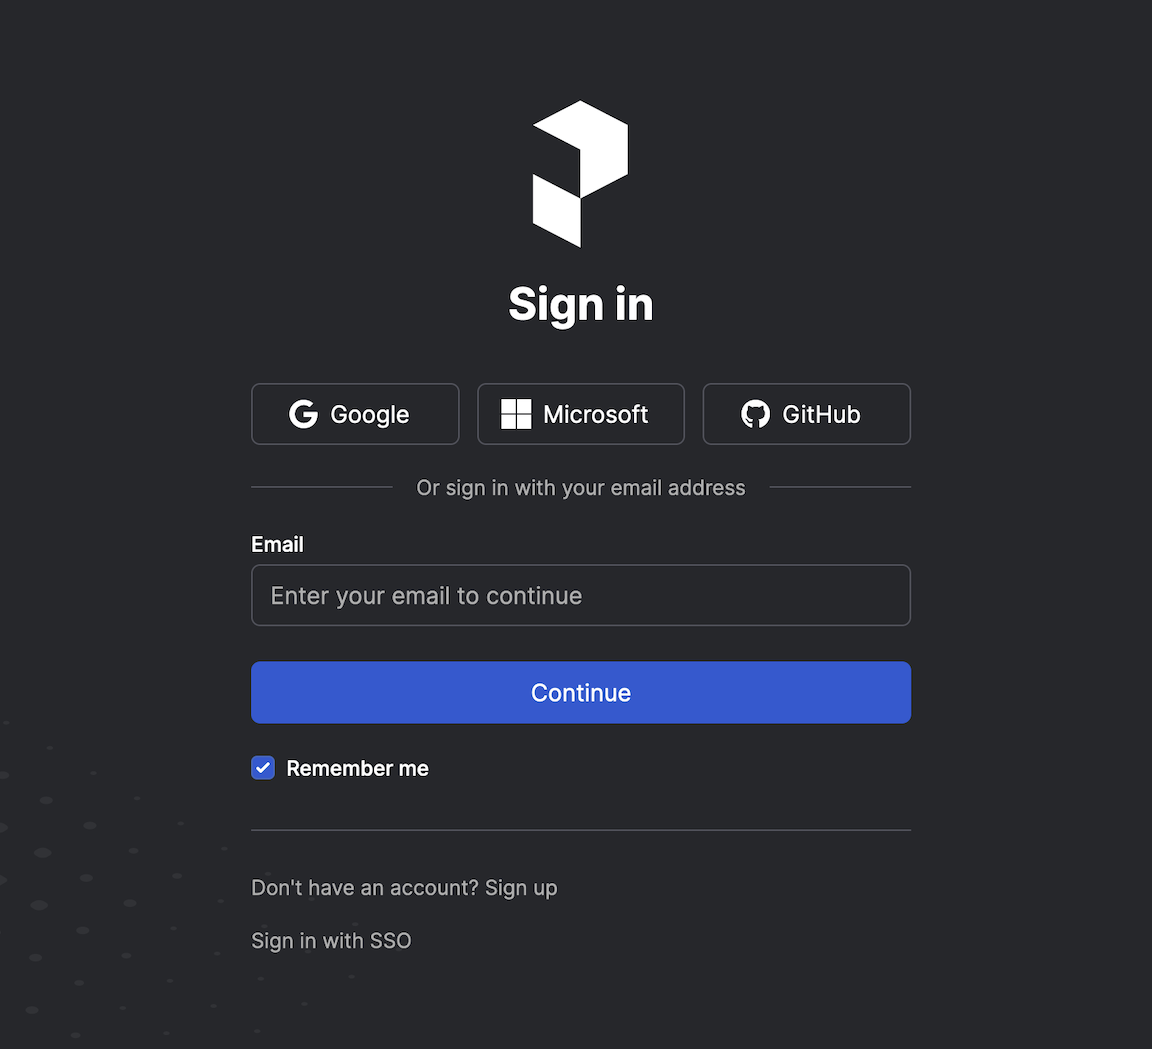 Sign in
Google
Microsoft
GitHub
Or sign in with your email address
Email
Enter your email to continue
Continue
Remember me
Don't have an account? Sign up
Sign in with SSO